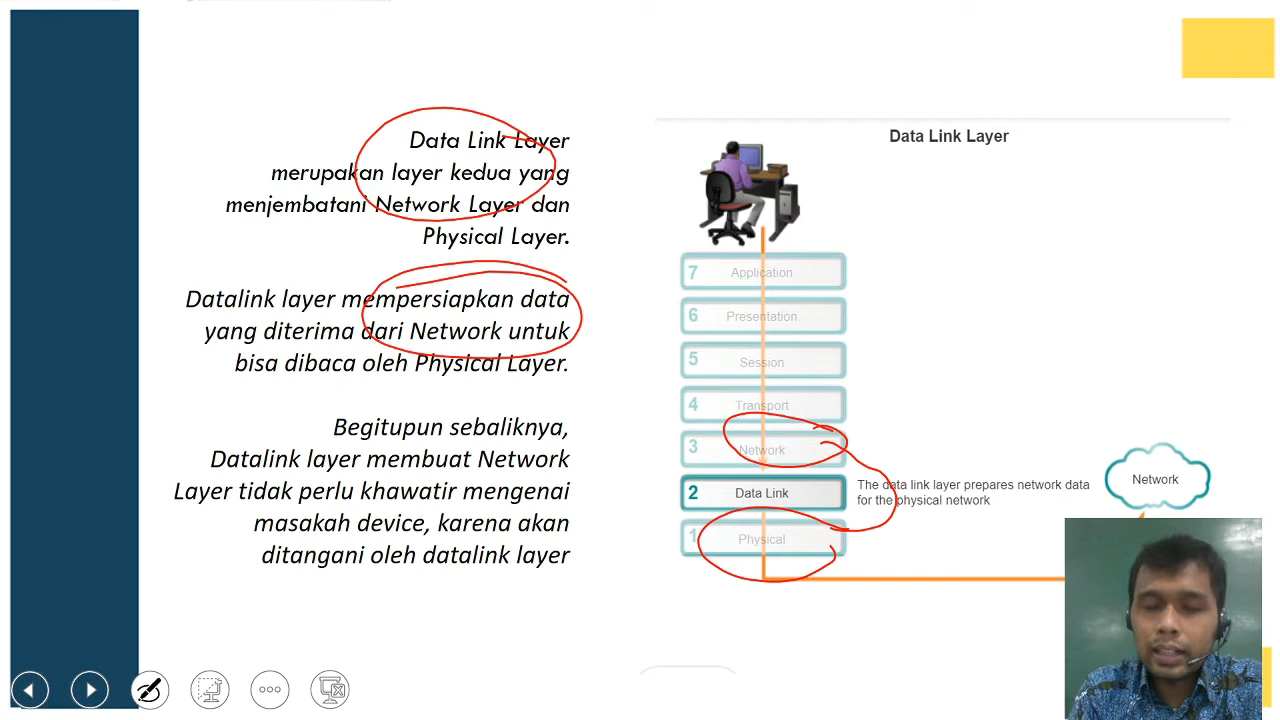 Data Link Layer
merupakan layer kedua yang
menjembatani Network Layer dan
Physical Layer.
Datalink layer mempersiapkan data
yang diterima dari Network untuk
bisa dibaca oleh Physical Layer.
Begitupun sebaliknya,
Datalink layer membuat Network
Layer tidak perlu khawatir mengenai
masakah device, karena akan
ditangani oleh datalink layer
Data Link Layer
7 Application
6 Presentation
5 Session
4 Transport
3 Network
2 Data Link
1 Physical
The data link layer prepares network data
for the physical network
Network